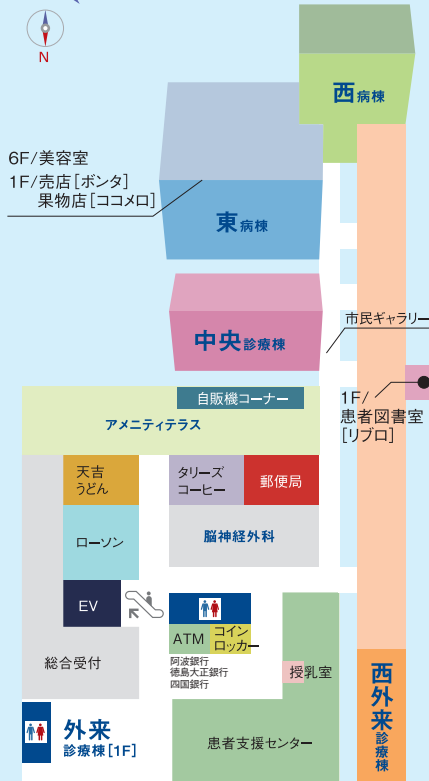 N
西病棟
6F/美容室
1F/売店[ボンタ]
果物店[ココメロ]
東病棟
中央診療棟
市民ギャラリー
1F/
患者図書室
[リブロ]
自販機コーナー
アメニティテラス
天吉
うどん
タリーズ
コーヒー
郵便局
ローソン
脳神経外科
EV
ATM
コイン
ロッカー
阿波銀行
徳島大正銀行
四国銀行
総合受付
授乳室
外来
診療棟[1F]
患者支援センター
西外来診療棟